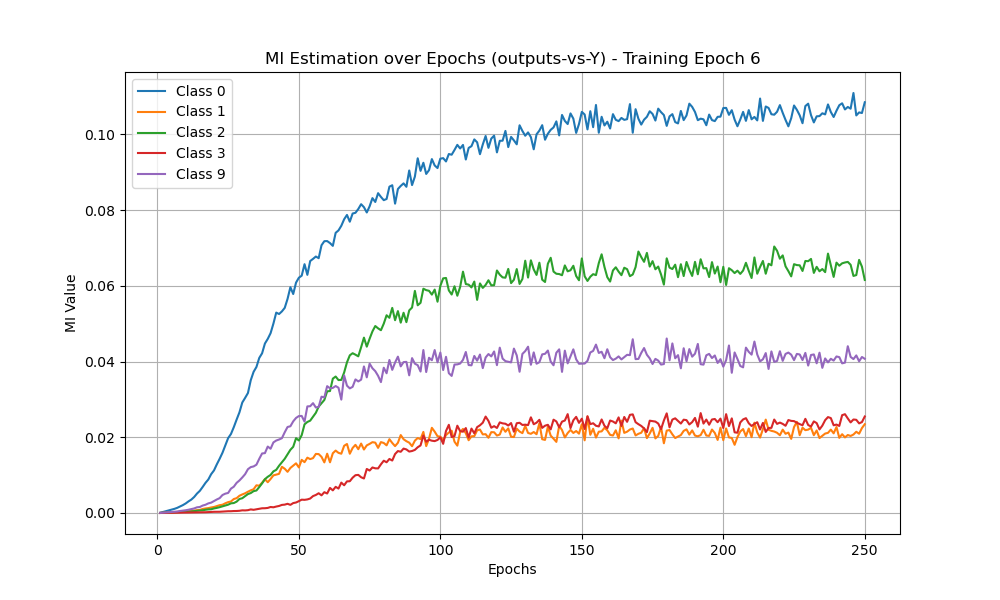 MI Estimation over Epochs (outputs-vs-Y) - Training Epoch 6
Class 0
Class 1
Class 2
Class 3
Class 9
MI Value
0.10
0.08
0.06
0.04
0.02
0.00
0
50
100
150
200
250
Epochs